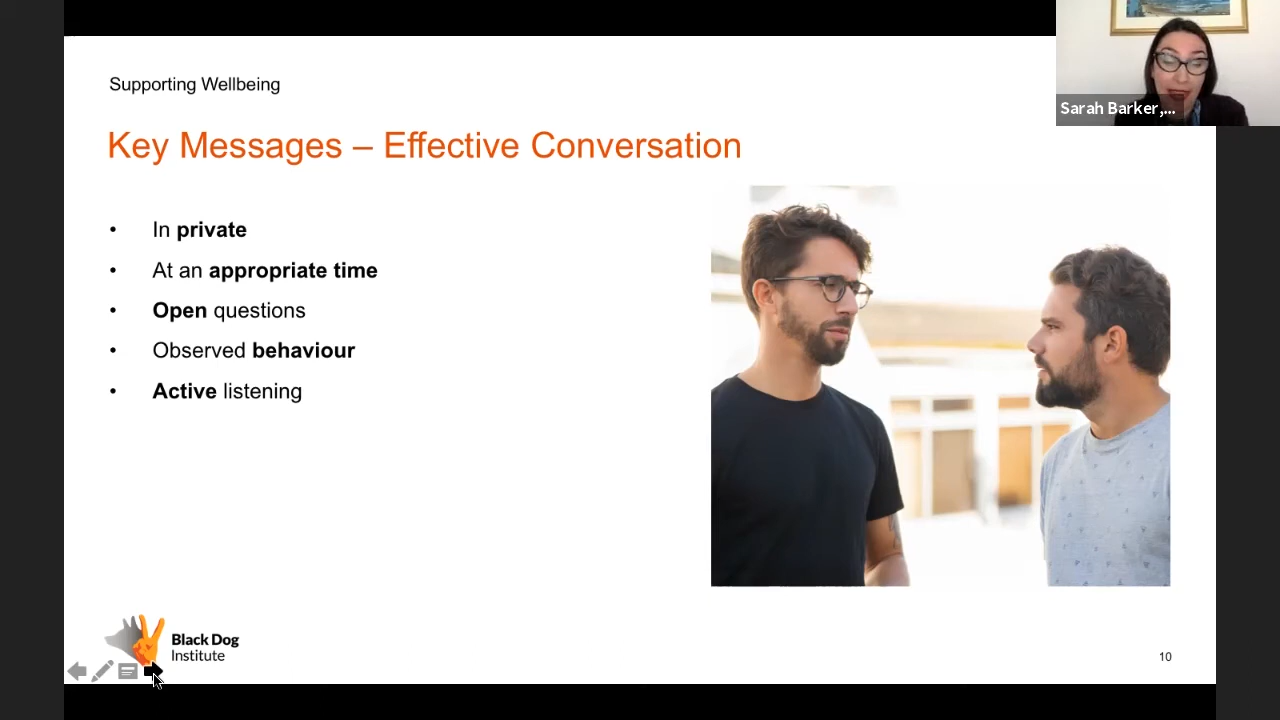 Supporting Wellbeing
Sarah Barker,...
Key Messages – Effective Conversation
• In private
• At an appropriate time
• Open questions
• Observed behaviour
• Active listening
Black Dog
Institute
10